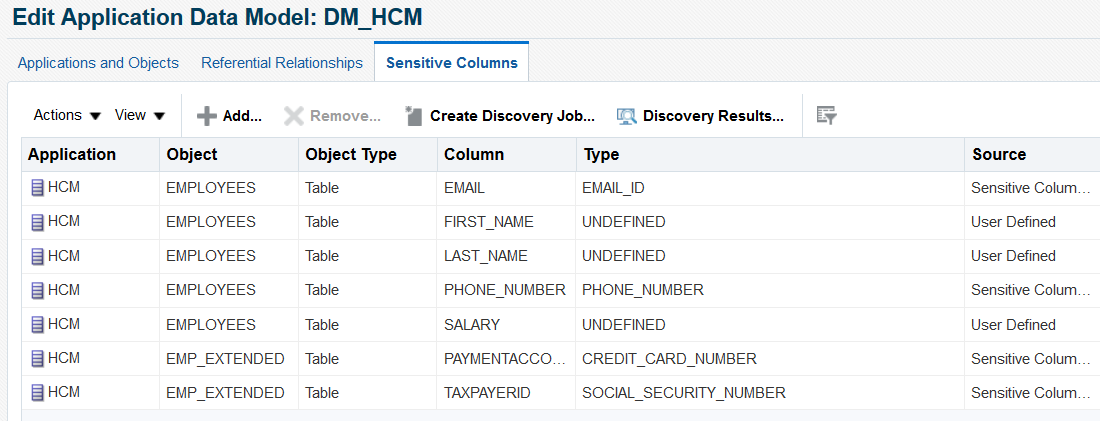 Edit Application Data Model: DM_HCM
Applications and Objects Referential Relationships Sensitive Columns
Actions View Add... Remove... Create Discovery Job... Discovery Results...
Application Object Object Type Column Type Source
HCM EMPLOYEES Table EMAIL EMAIL_ID Sensitive Colum...
HCM EMPLOYEES Table FIRST_NAME UNDEFINED User Defined
HCM EMPLOYEES Table LAST_NAME UNDEFINED User Defined
HCM EMPLOYEES Table PHONE_NUMBER PHONE_NUMBER Sensitive Colum...
HCM EMPLOYEES Table SALARY UNDEFINED User Defined
HCM EMP_EXTENDED Table PAYMENTACCO... CREDIT_CARD_NUMBER Sensitive Colum...
HCM EMP_EXTENDED Table TAXPAYERID SOCIAL_SECURITY_NUMBER Sensitive Colum...